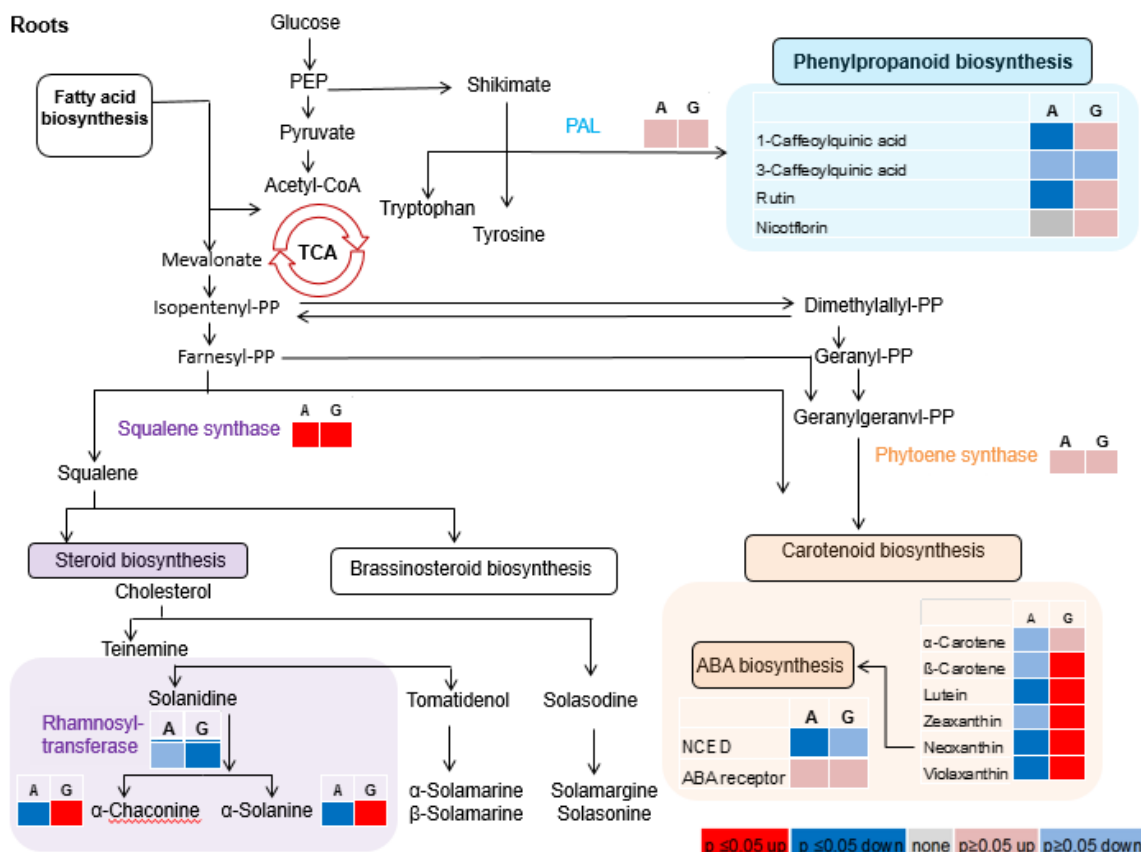 Roots
Glucose
PEP
Shikimate
Fatty acid
biosynthesis
Pyruvate
Acetyl-CoA
TCA
Mevalonate
Isopentenyl-PP
Farnesyl-PP
Tryptophan
Tyrosine
PAL
A G
Phenylpropanoid biosynthesis
A G
1-Caffeoylquinic acid
3-Caffeoylquinic acid
Rutin
Nicotflorin
Dimethylallyl-PP
Geranyl-PP
Geranylgeranvl-PP
A G
Squalene synthase
Phytoene synthase
A G
Squalene
Steroid biosynthesis
Brassinosteroid biosynthesis
Carotenoid biosynthesis
Cholesterol
Teinemine
Solanidine
Tomatidenol
Solasodine
Rhamnosyl-
transferase
A G
A G
α-Chaconine
α-Solanine
A G
α-Solamarine
β-Solamarine
Solamargine
Solasonine
ABA biosynthesis
A G
NCED
ABA receptor
A G
α-Carotene
ß-Carotene
Lutein
Zeaxanthin
Neoxanthin
Violaxanthin
p ≤0.05 up p ≤0.05 down none p≥0.05 up p≥0.05 down